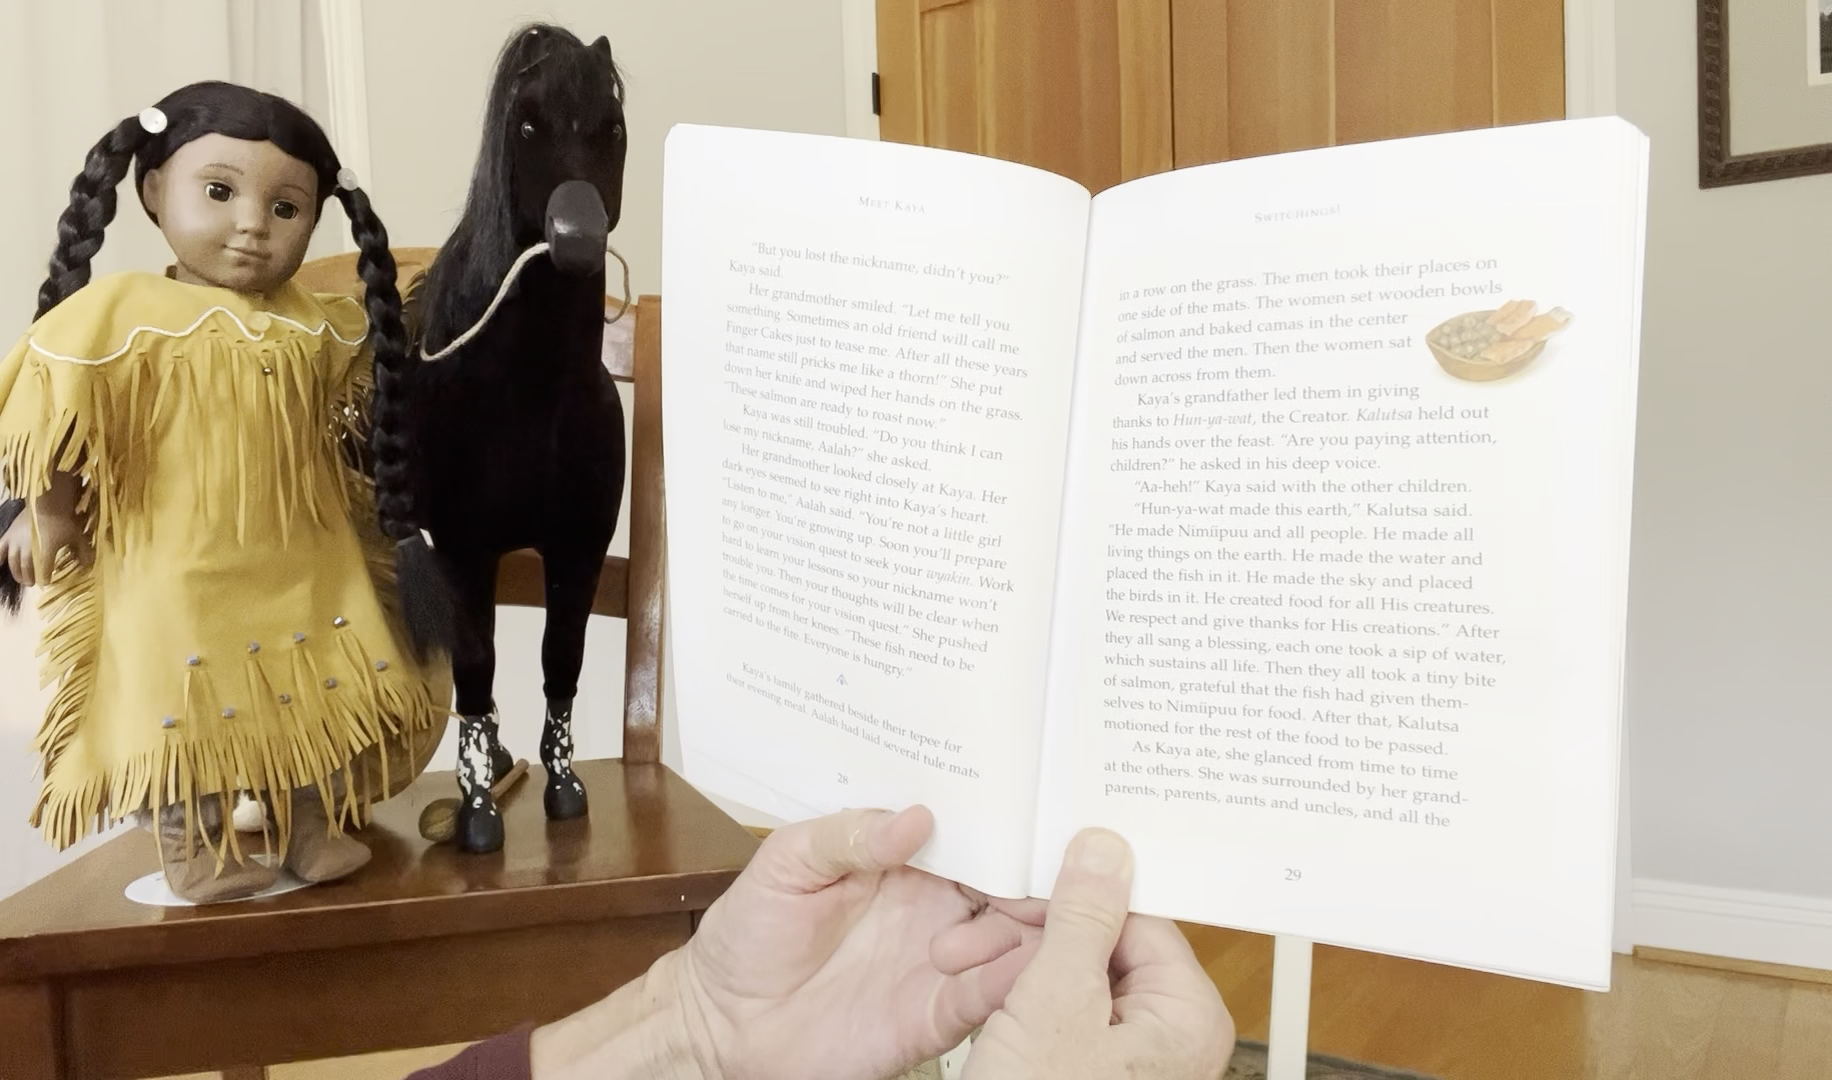 MEET KAYA
"But you lost the nickname, didn't you?"
Kaya said.
Her grandmother smiled. "Let me tell you
something. Sometimes an old friend will call me
Finger Cakes just to tease me. After all these years
that name still pricks me like a thorn!" She put
down her knife and wiped her hands on the grass.
"These salmon are ready to roast now."
Kaya was still troubled. "Do you think I can
lose my nickname, Aalah?" she asked.
Her grandmother looked closely at Kaya. Her
dark eyes seemed to see right into Kaya's heart.
"Listen to me," Aalah said. "You're not a little girl
any longer. You're growing up. Soon you'll prepare
to go on your vision quest to seek your wyakin. Work
hard to learn your lessons so your nickname won't
trouble you. Then your thoughts will be clear when
the time comes for your vision quest." She pushed
herself up from her knees. "These fish need to be
carried to the fire. Everyone is hungry."
Kaya's family gathered beside their tepee for
their evening meal. Aalah had laid several tule mats
28
SWITCHINGS!
in a row on the grass. The men took their places on
one side of the mats. The women set wooden bowls
of salmon and baked camas in the center
and served the men. Then the women sat
down across from them.
Kaya's grandfather led them in giving
thanks to Hun-ya-wat, the Creator. Kalutsa held out
his hands over the feast. "Are you paying attention,
children?" he asked in his deep voice.
"Aa-heh!" Kaya said with the other children.
"Hun-ya-wat made this earth," Kalutsa said.
"He made Nimíipuu and all people. He made all
living things on the earth. He made the water and
placed the fish in it. He made the sky and placed
the birds in it. He created food for all His creatures.
We respect and give thanks for His creations." After
they all sang a blessing, each one took a sip of water,
which sustains all life. Then they all took a tiny bite
of salmon, grateful that the fish had given them-
selves to Nimíipuu for food. After that, Kalutsa
motioned for the rest of the food to be passed.
As Kaya ate, she glanced from time to time
at the others. She was surrounded by her grand-
parents, parents, aunts and uncles, and all the
29